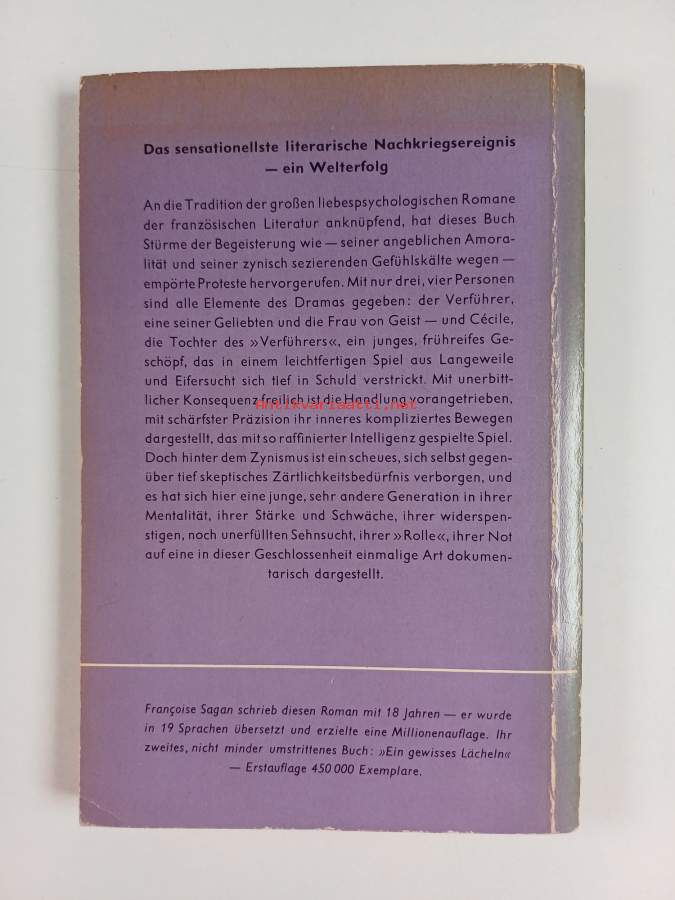 Das sensationellste literarische Nachkriegsereignis
— ein Welterfolg
An die Tradition der großen liebespsychologischen Romane
der französischen Literatur anknüpfend, hat dieses Buch
Stürme der Begeisterung wie — seiner angeblichen Amora-
lität und seiner zynisch sezierenden Gefühlskälte wegen —
empörte Proteste hervorgerufen. Mit nur drei, vier Personen
sind alle Elemente des Dramas gegeben: der Verführer,
eine seiner Geliebten und die Frau von Geist — und Cécile,
die Tochter des »Verführers«, ein junges, frühreifes Ge-
schöpf, das in einem leichtfertigen Spiel aus Langeweile
und Eifersucht sich tief in Schuld verstrickt. Mit unerbitt-
licher Konsequenz freilich ist die Handlung vorangetrieben,
Antikvariaatti.net
mit schärfster Präzision ihr inneres kompliziertes Bewegen
dargestellt, das mit so raffinierter Intelligenz gespielte Spiel.
Doch hinter dem Zynismus ist ein scheues, sich selbst gegen-
über tief skeptisches Zärtlichkeitsbedürfnis verborgen, und
es hat sich hier eine junge, sehr andere Generation in ihrer
Mentalität, ihrer Stärke und Schwäche, ihrer widerspen-
stigen, noch unerfüllten Sehnsucht, ihrer »Rolle«, ihrer Not
auf eine in dieser Geschlossenheit einmalige Art dokumen-
tarisch dargestellt.
Françoise Sagan schrieb diesen Roman mit 18 Jahren — er wurde
in 19 Sprachen übersetzt und erzielte eine Millionenauflage. Ihr
zweites, nicht minder umstrittenes Buch: »Ein gewisses Lächeln«
— Erstauflage 450 000 Exemplare.